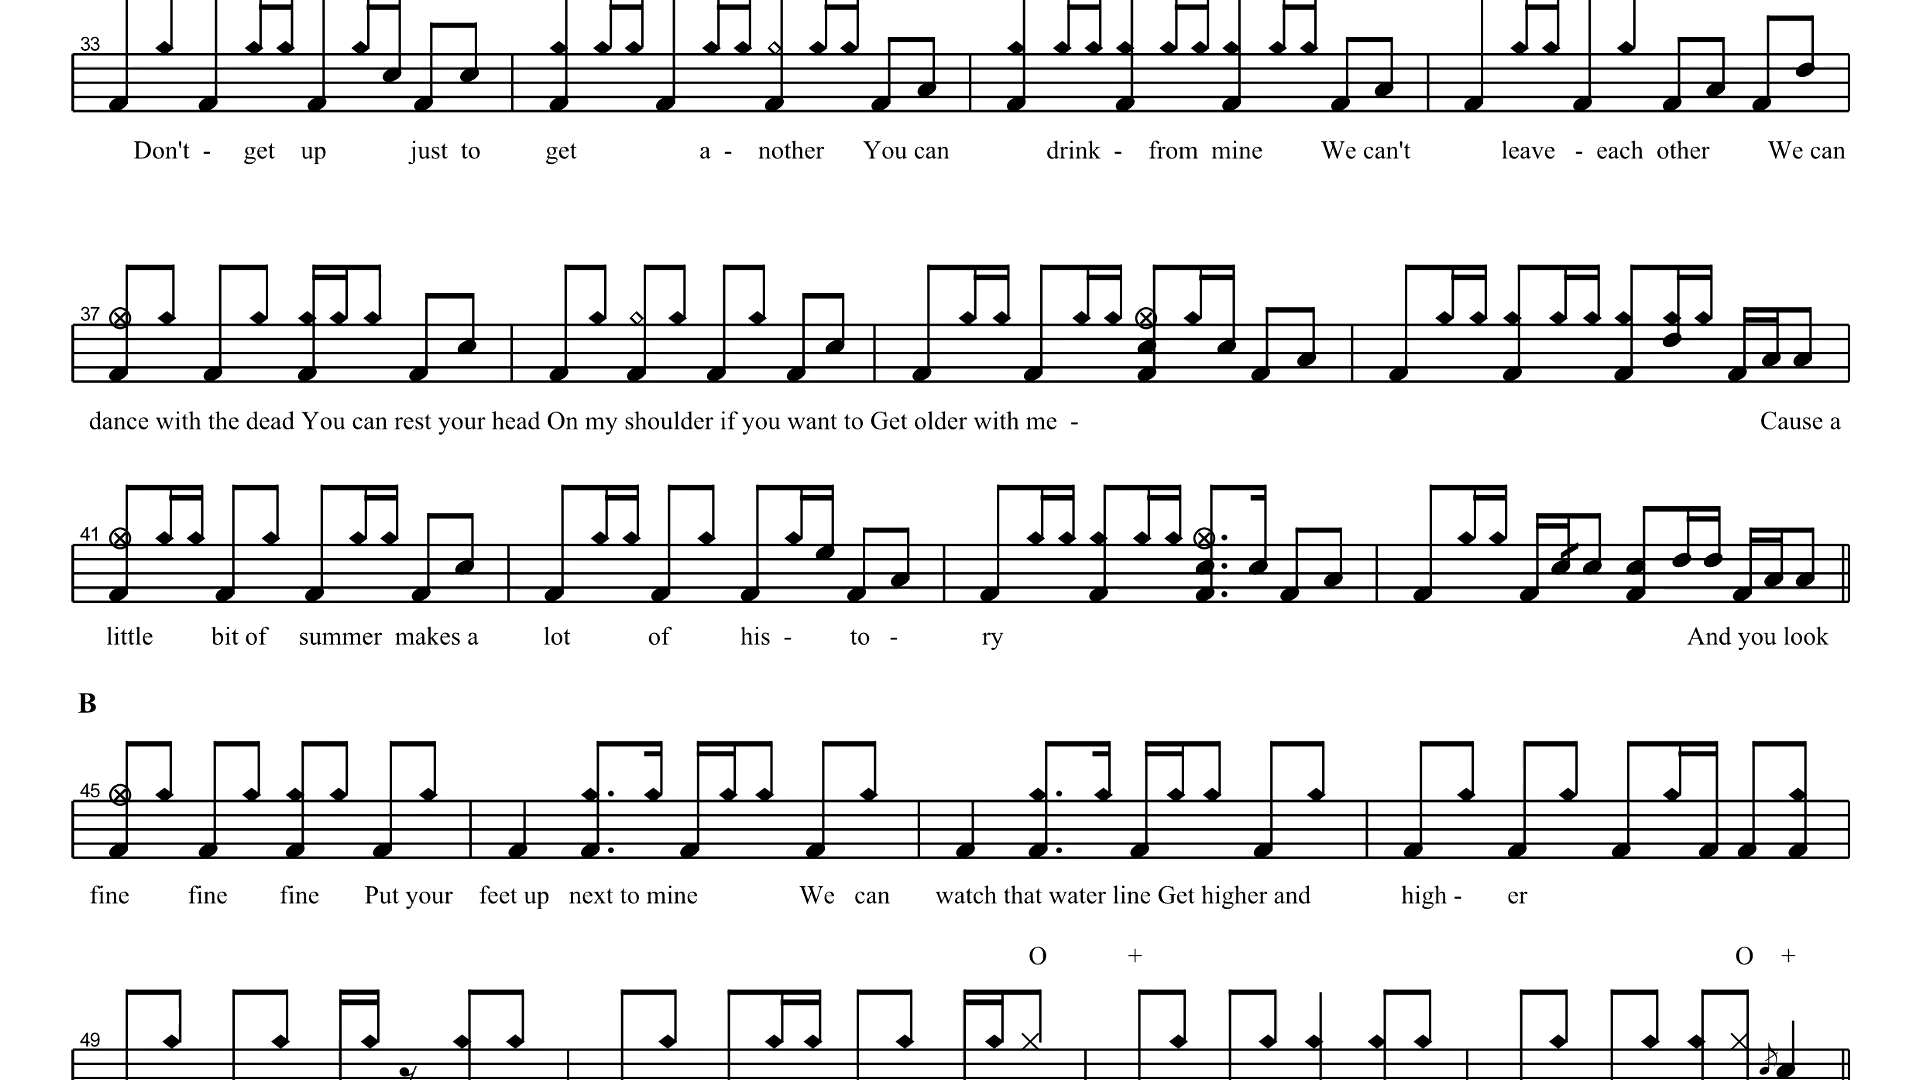 33
Don't - get up just to get a - nother You can drink - from mine We can't leave - each other We can
37
dance with the dead You can rest your head On my shoulder if you want to Get older with me - Cause a
41
little bit of summer makes a lot of his - to - ry And you look
B
45
fine fine fine Put your feet up next to mine We can watch that water line Get higher and high - er
O + O +
49